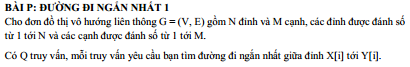 BÀI P: ĐƯỜNG ĐI NGẮN NHẤT 1
Cho đơn đồ thị vô hướng liên thông G = (V, E) gồm N đỉnh và M cạnh, các đỉnh được đánh số
từ 1 tới N và các cạnh được đánh số từ 1 tới M.
Có Q truy vấn, mỗi truy vấn yêu cầu bạn tìm đường đi ngắn nhất giữa đỉnh X[i] tới Y[i].